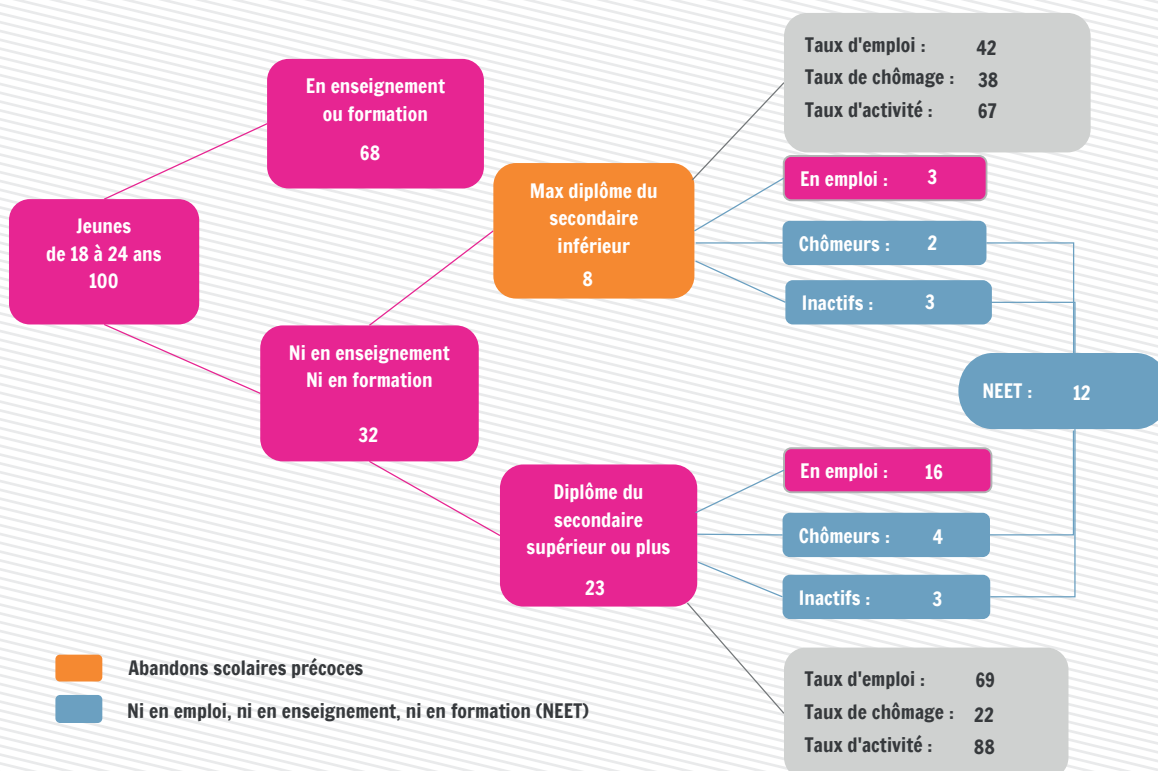 Jeunes
de 18 à 24 ans
100
En enseignement
ou formation
68
Ni en enseignement
Ni en formation
32
Max diplôme du
secondaire
inférieur
8
Taux d'emploi : 42
Taux de chômage : 38
Taux d'activité : 67
En emploi : 3
Chômeurs : 2
Inactifs : 3
NEET : 12
Diplôme du
secondaire
supérieur ou plus
23
En emploi : 16
Chômeurs : 4
Inactifs : 3
Taux d'emploi : 69
Taux de chômage : 22
Taux d'activité : 88
Abandons scolaires précoces
Ni en emploi, ni en enseignement, ni en formation (NEET)